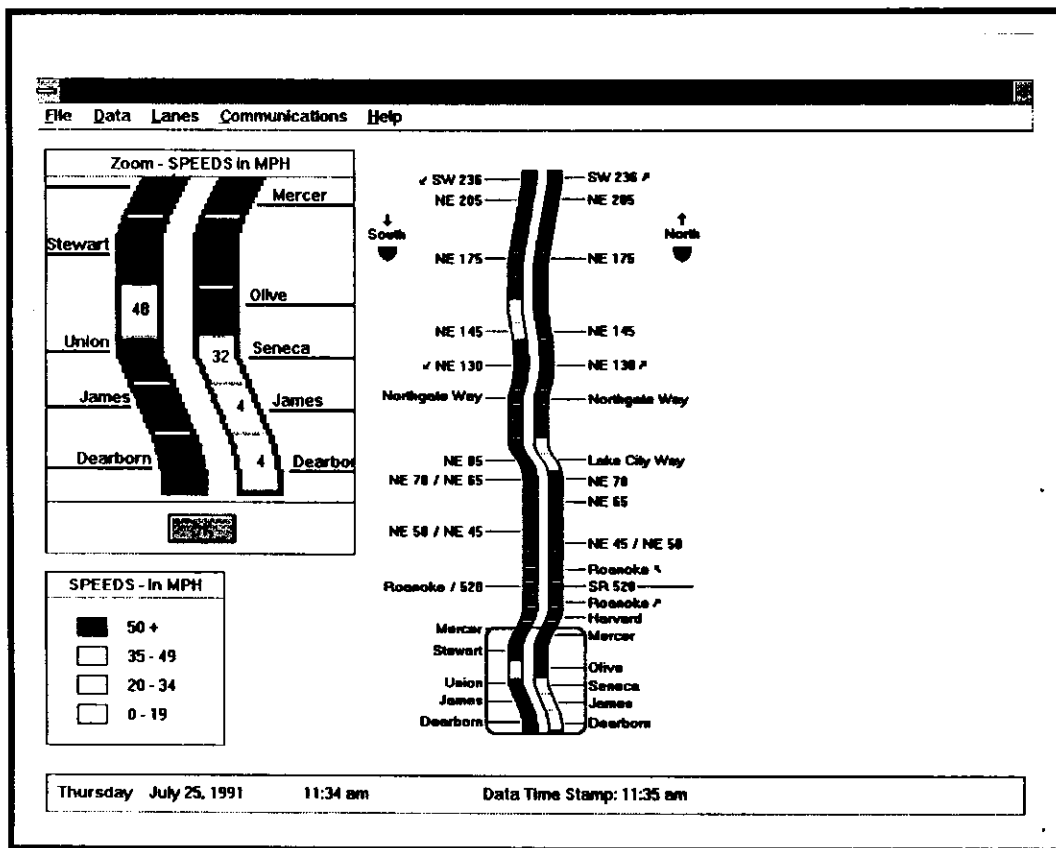 File Data Lanes Communications Help
Zoom - SPEEDS in MPH
Mercer
Stewart
Olive
48
Union
Seneca
32
James
4
James
Dearborn
4
Dearbor
SPEEDS - In MPH
50 +
35 - 49
20 - 34
0 - 19
↙ SW 236
SW 236 ↗
NE 205
NE 205
↓
South
↑
North
NE 175
NE 175
NE 145
NE 145
↙ NE 130
NE 130 ↗
Northgate Way
Northgate Way
NE 85
Lake City Way
NE 70 / NE 65
NE 70
NE 65
NE 50 / NE 45
NE 45 / NE 50
Roanoke ↖
Roanoke / 520
SR 520
Roanoke ↗
Harvard
Mercer
Mercer
Stewart
Olive
Union
Seneca
James
James
Dearborn
Dearborn
Thursday July 25, 1991 11:34 am Data Time Stamp: 11:35 am